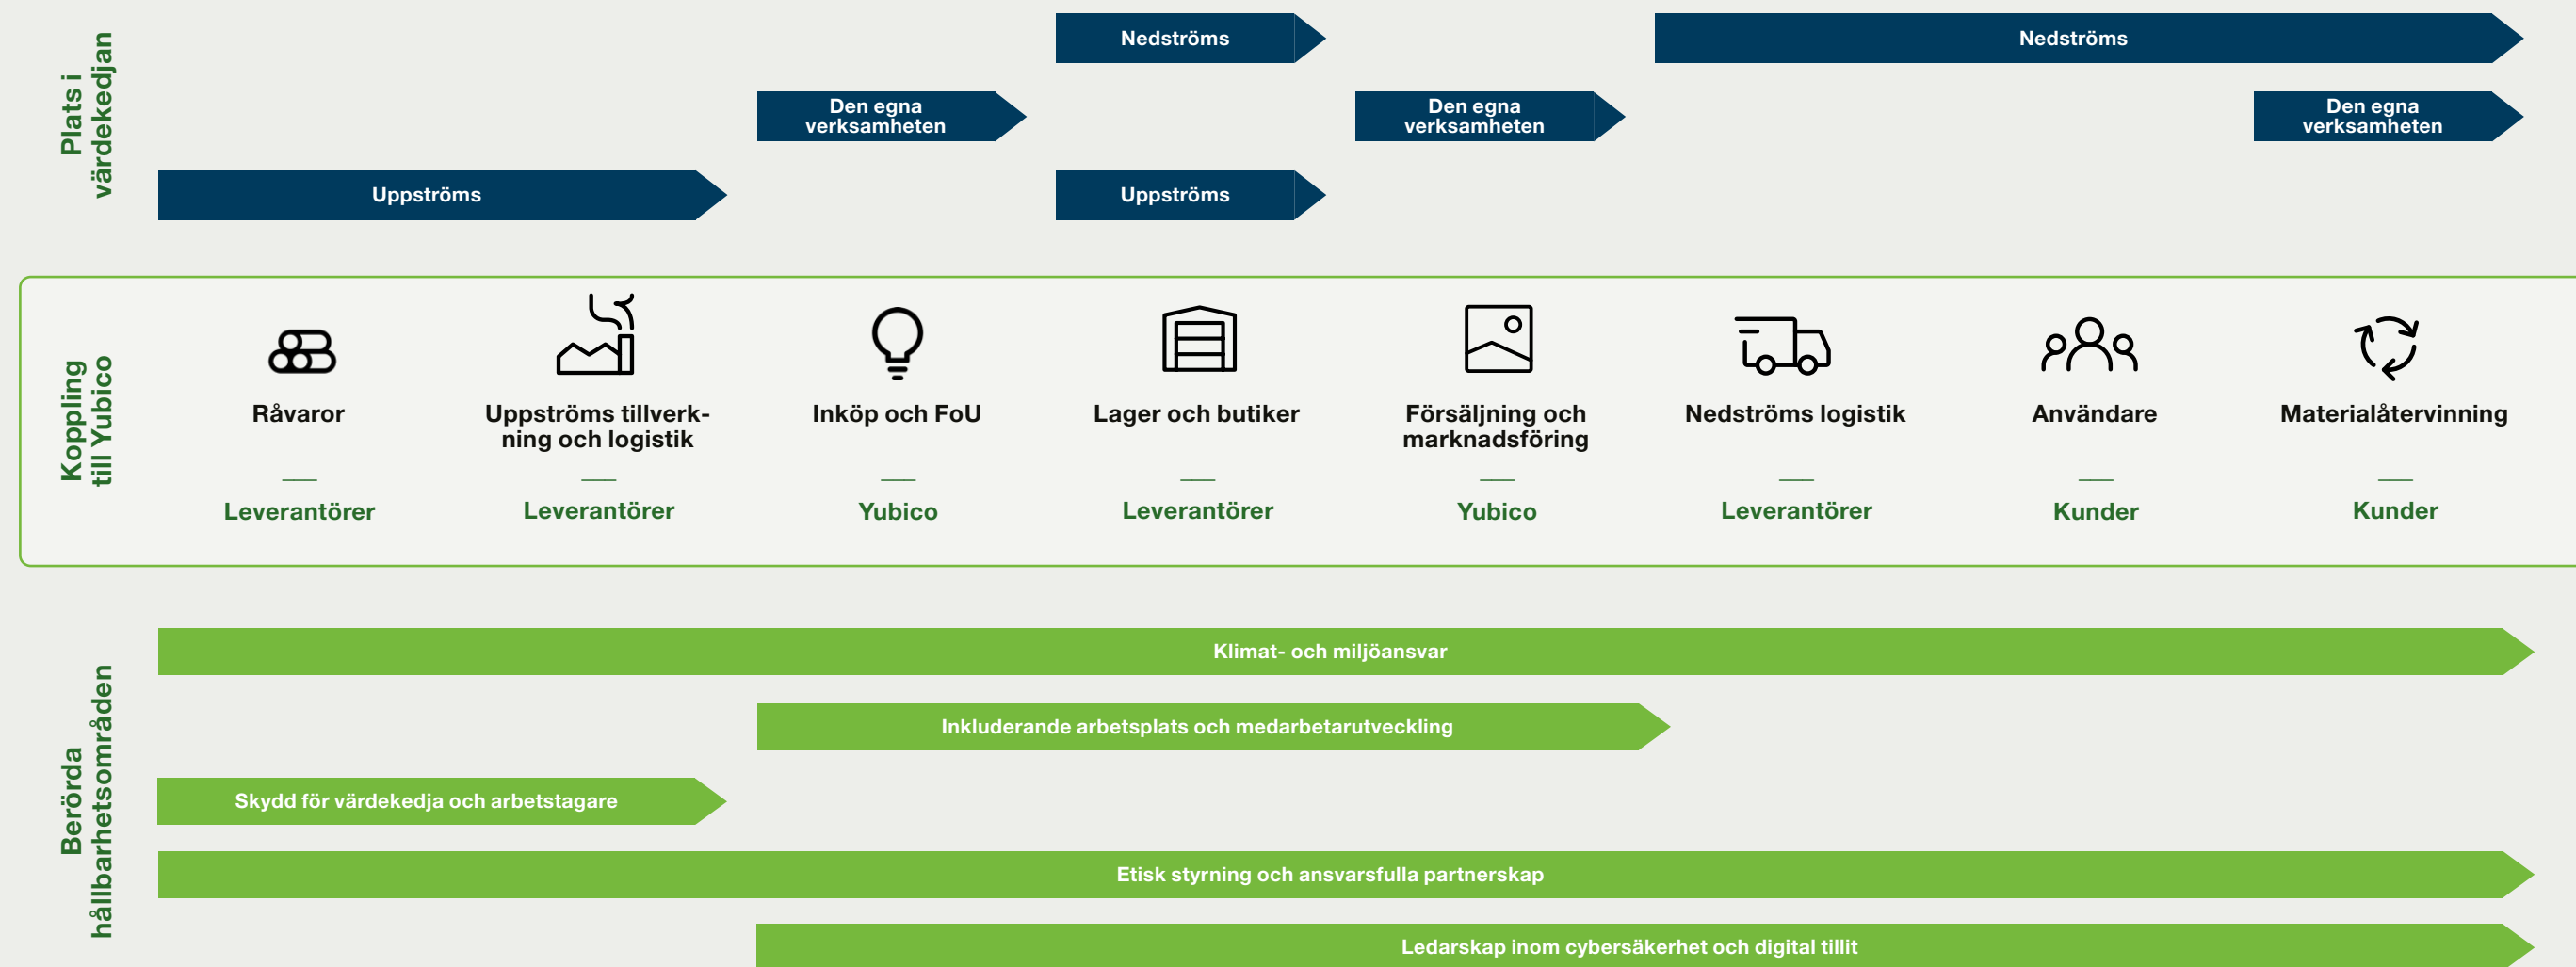 Plats i
värdekedjan
Nedströms
Nedströms
Den egna
verksamheten
Den egna
verksamheten
Den egna
verksamheten
Uppströms
Uppströms
Koppling
till Yubico
Råvaror
Leverantörer
Uppströms tillverk-
ning och logistik
Leverantörer
Inköp och FoU
Yubico
Lager och butiker
Leverantörer
Försäljning och
marknadsföring
Yubico
Nedströms logistik
Leverantörer
Användare
Kunder
Materialåtervinning
Kunder
Berörda
hållbarhetsområden
Klimat- och miljöansvar
Inkluderande arbetsplats och medarbetarutveckling
Skydd för värdekedja och arbetstagare
Etisk styrning och ansvarsfulla partnerskap
Ledarskap inom cybersäkerhet och digital tillit